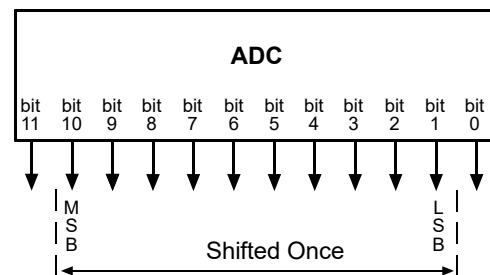 ADC
bit bit bit bit bit bit bit bit bit bit bit bit
11 10 9 8 7 6 5 4 3 2 1 0
MSB LSB
Shifted Once